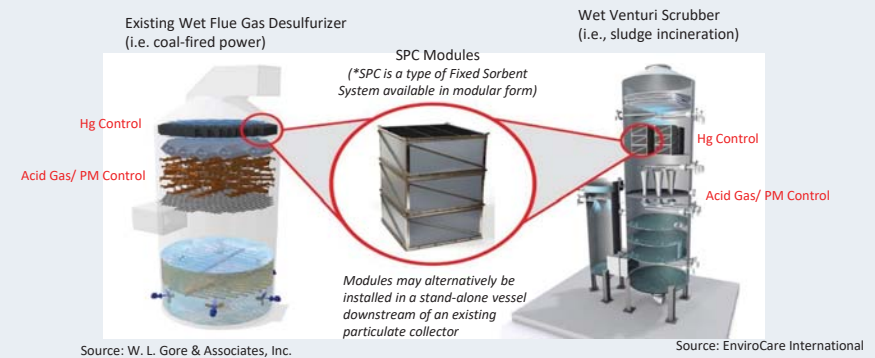 Existing Wet Flue Gas Desulfurizer
(i.e. coal-fired power)
Wet Venturi Scrubber
(i.e., sludge incineration)
SPC Modules
(*SPC is a type of Fixed Sorbent
System available in modular form)
Hg Control
Acid Gas/ PM Control
Hg Control
Acid Gas/ PM Control
Modules may alternatively be
installed in a stand-alone vessel
downstream of an existing
particulate collector
Source: W. L. Gore & Associates, Inc.
Source: EnviroCare International